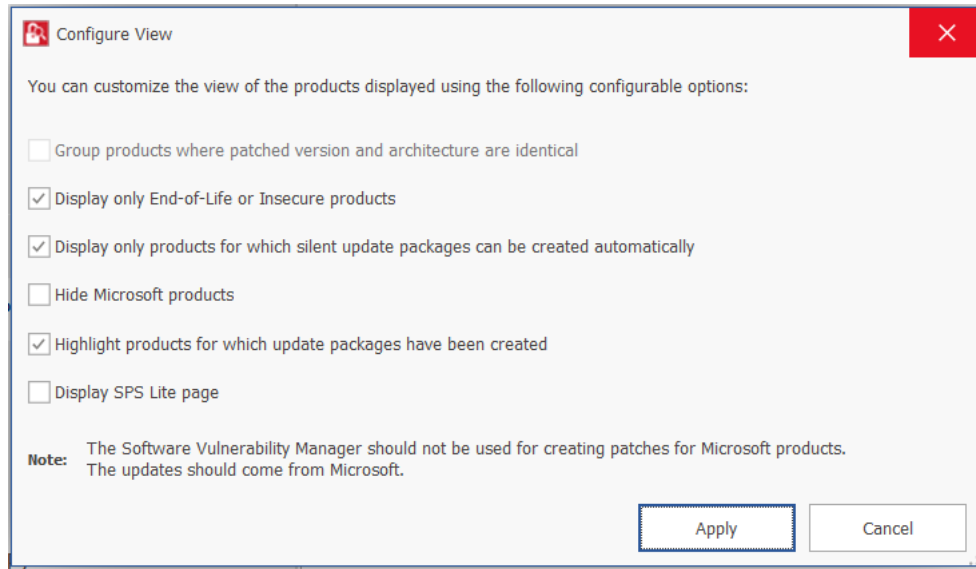 Configure View
You can customize the view of the products displayed using the following configurable options:
Group products where patched version and architecture are identical
Display only End-of-Life or Insecure products
Display only products for which silent update packages can be created automatically
Hide Microsoft products
Highlight products for which update packages have been created
Display SPS Lite page
Note: The Software Vulnerability Manager should not be used for creating patches for Microsoft products.
The updates should come from Microsoft.
Apply Cancel